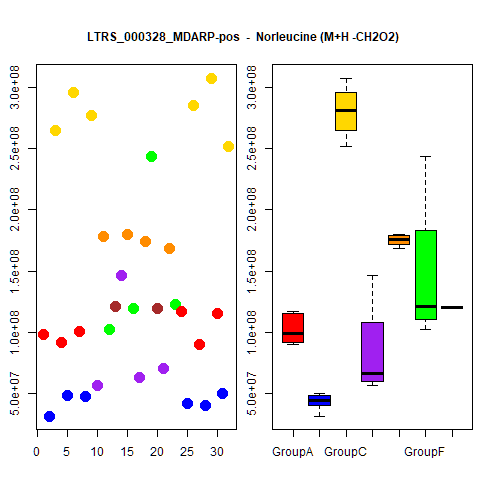 LTRS_000328_MDARP-pos - Norleucine (M+H -CH2O2)
3.0e+08
2.5e+08
2.0e+08
1.5e+08
1.0e+08
5.0e+07
0 5 10 15 20 25 30
3.0e+08
2.5e+08
2.0e+08
1.5e+08
1.0e+08
5.0e+07
GroupA GroupC GroupF